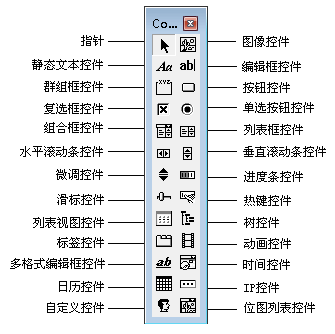 Co...
指针
图像控件
静态文本控件
Aa
ab
编辑框控件
群组框控件
xyz
按钮控件
复选框控件
单选按钮控件
组合框控件
列表框控件
水平滚动条控件
垂直滚动条控件
微调控件
进度条控件
滑标控件
热键控件
列表视图控件
树控件
标签控件
动画控件
多格式编辑框控件
ab
时间控件
日历控件
IP控件
自定义控件
位图列表控件